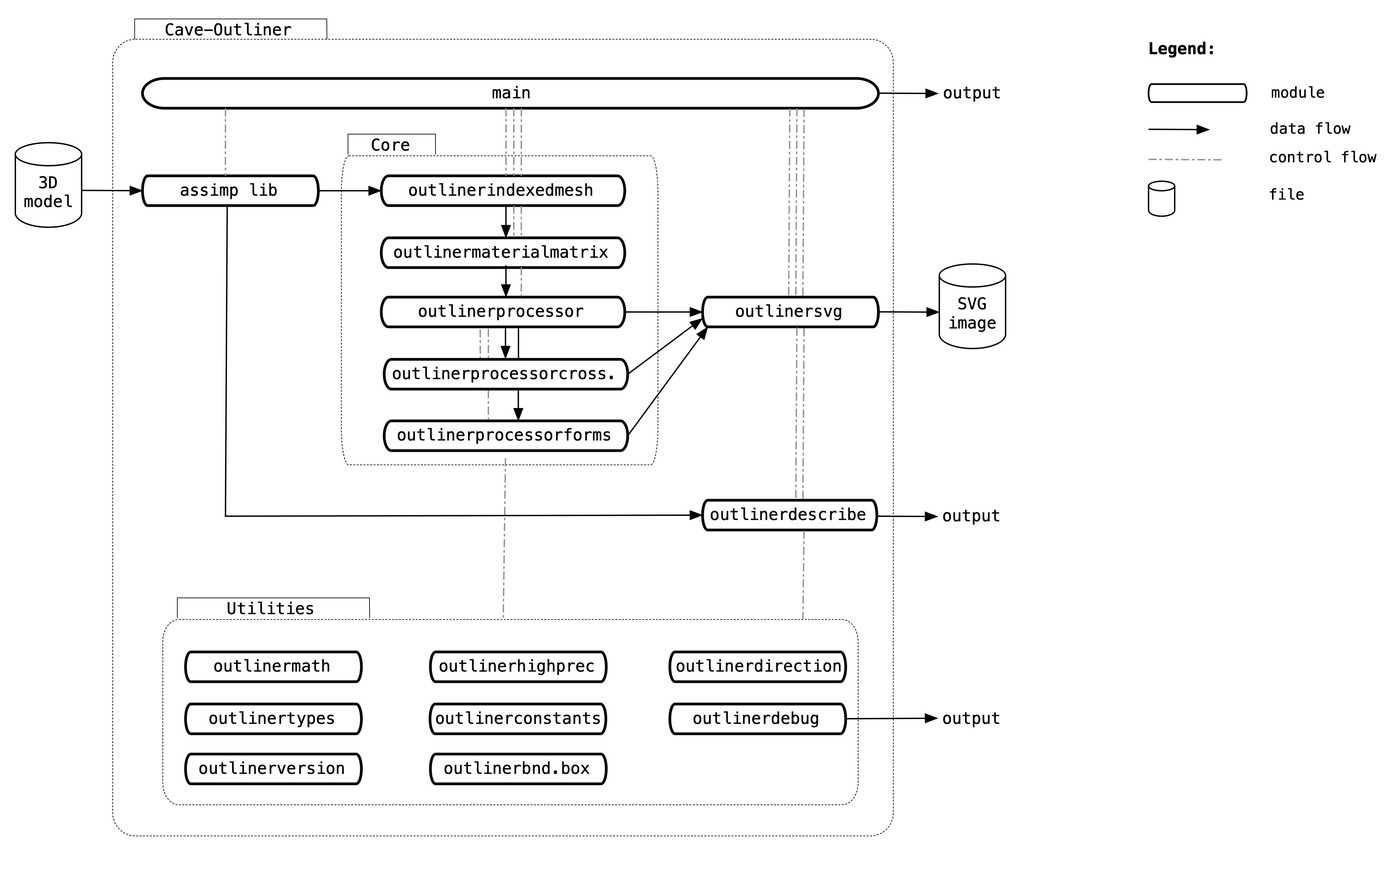 Cave-Outliner
Legend:
main
output
module
data flow
Core
control flow
3D
model
assimp lib
outlinerindexedmesh
file
outlinermaterialmatrix
outlinerprocessor
outlinersvg
SVG
image
outlinerprocessorcross.
outlinerprocessorforms
outlinerdescribe
output
Utilities
outlinermath
outlinerhighprec
outlinerdirection
outlinertypes
outlinerconstants
outlinerdebug
output
outlinerversion
outlinerbnd.box